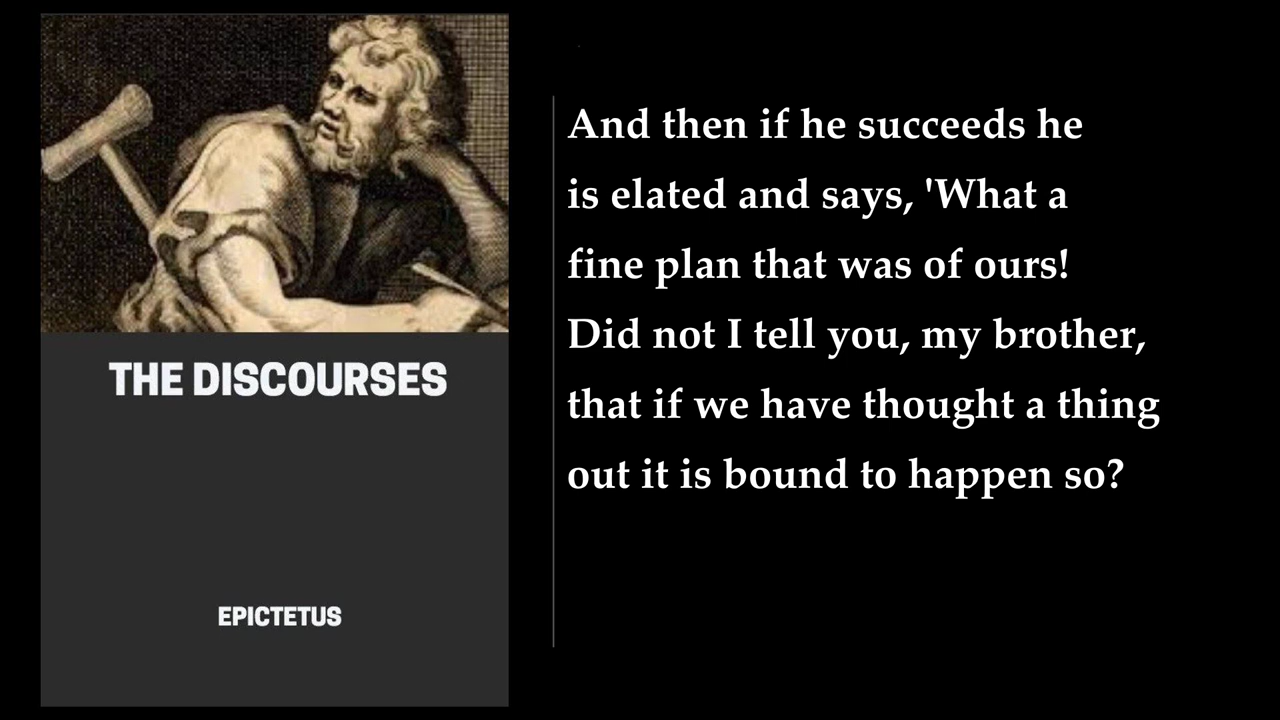 THE DISCOURSES
EPICTETUS
And then if he succeeds he
is elated and says, 'What a
fine plan that was of ours!
Did not I tell you, my brother,
that if we have thought a thing
out it is bound to happen so?